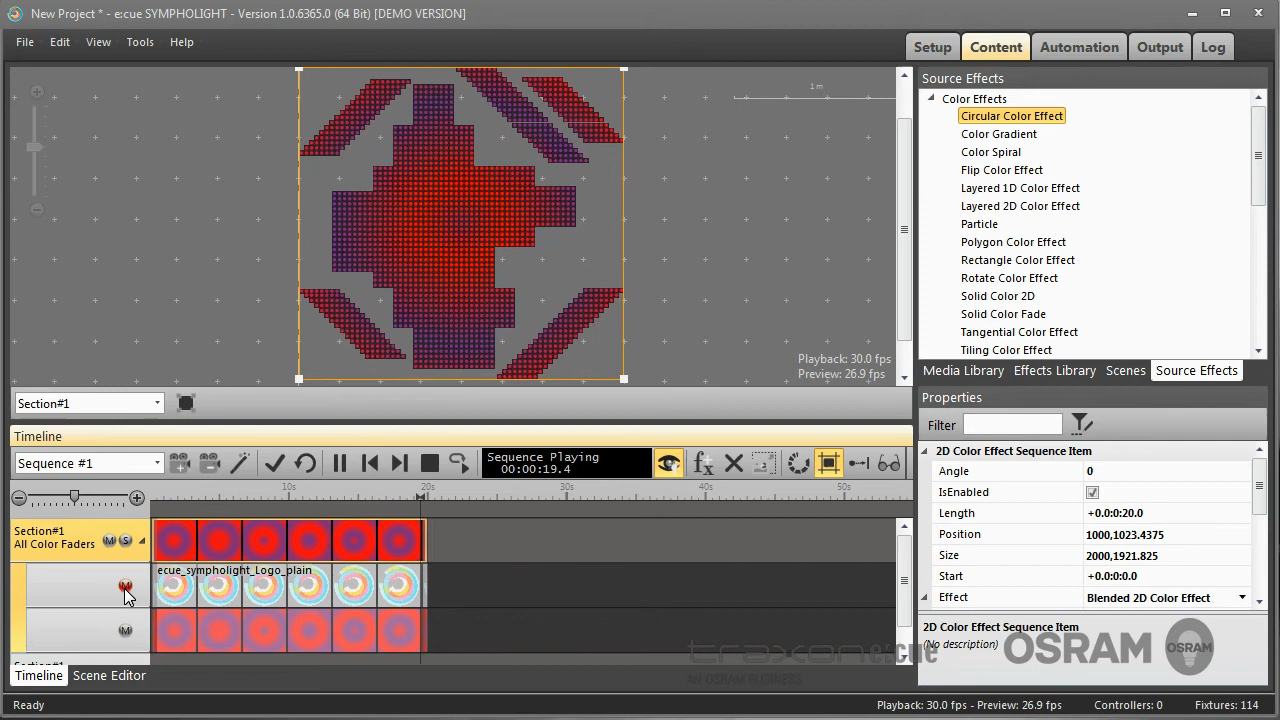 New Project * - e:cue SYMPHOLIGHT - Version 1.0.6365.0 (64 Bit) [DEMO VERSION]
File Edit View Tools Help
Setup Content Automation Output Log
1 m
Playback: 30.0 fps
Preview: 26.9 fps
Section#1
Source Effects
Color Effects
Circular Color Effect
Color Gradient
Color Spiral
Flip Color Effect
Layered 1D Color Effect
Layered 2D Color Effect
Particle
Polygon Color Effect
Rectangle Color Effect
Rotate Color Effect
Solid Color 2D
Solid Color Fade
Tangential Color Effect
Tiling Color Effect
Media Library Effects Library Scenes Source Effects
Timeline
Sequence #1
Sequence Playing
00:00:19.4
10s 20s 30s 40s 50s
Section#1
All Color Faders M S
ecue_sympholight_Logo_plain
M
M
Section#1
Timeline Scene Editor
Properties
Filter
2D Color Effect Sequence Item
Angle 0
IsEnabled
Length +0.0:0:20.0
Position 1000,1023.4375
Size 2000,1921.825
Start +0.0:0:0.0
Effect Blended 2D Color Effect
2D Color Effect Sequence Item
(No description)
traxon e:cue
AN OSRAM BUSINESS
OSRAM
Ready
Playback: 30.0 fps - Preview: 26.9 fps Controllers: 0 Fixtures: 114